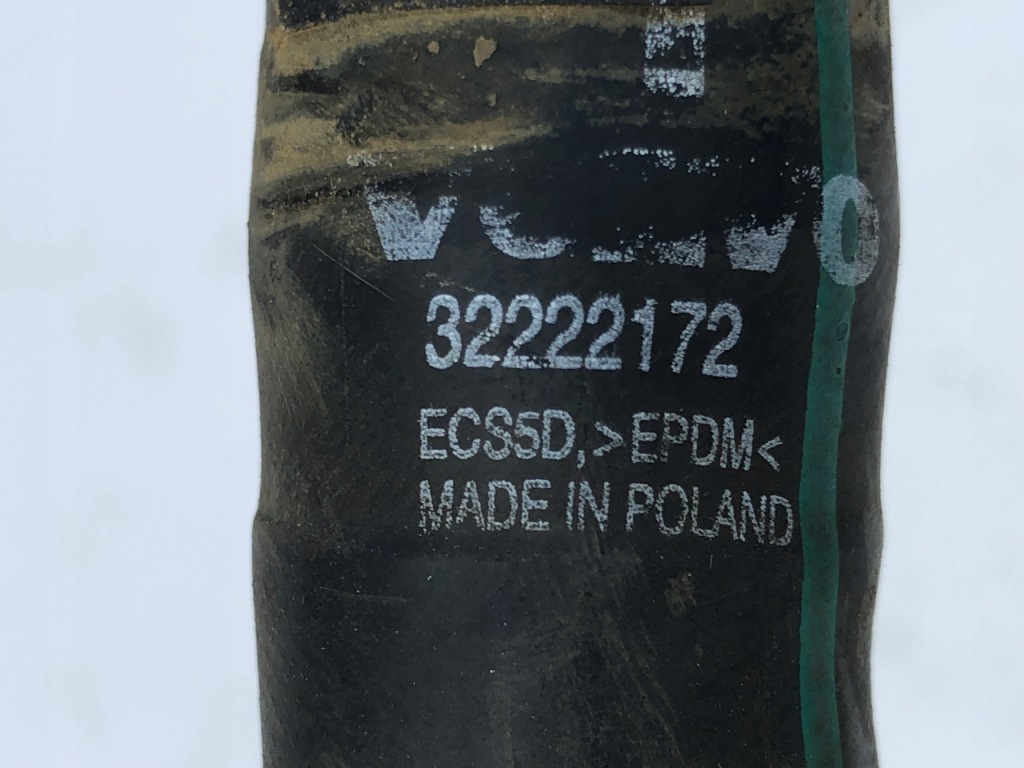 VOLVO
32222172
ECS5D,>EPDM<
MADE IN POLAND